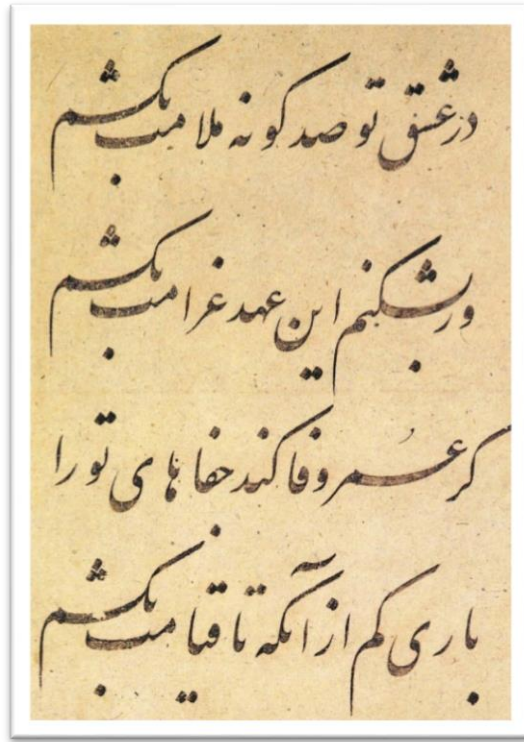 در عشق تو صد گونه ملامت بکشم
ور بشکنم این عهد غرامت بکشم
گر عمر وفا کند جفاهای تو را
باری کم از آنکه تا قیامت بکشم